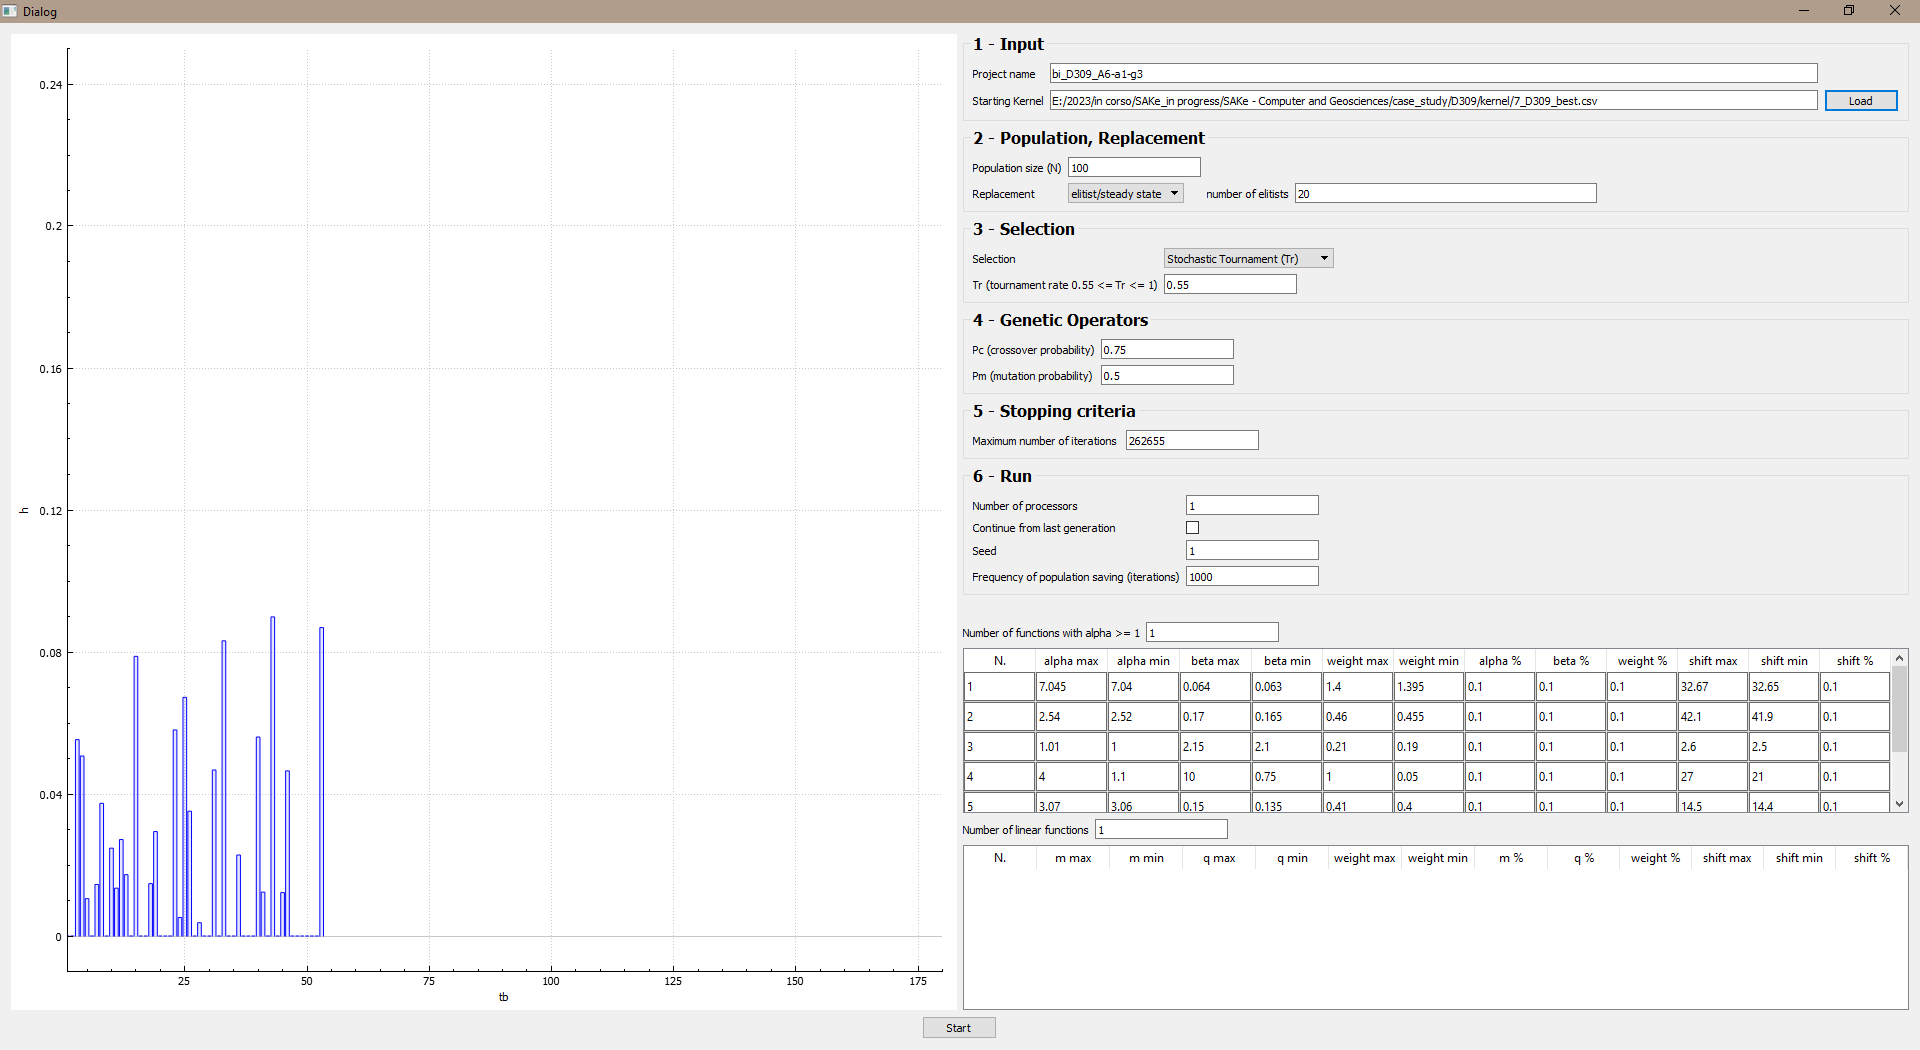 Dialog
0.24
0.2
0.16
0.12
0.08
0.04
0
h
25 50 75 100 125 150 175
tb
1 - Input
Project name bi_D309_A6-a1-g3
Starting Kernel E:/2023/in corso/SAKe_in progress/SAKe - Computer and Geosciences/case_study/D309/kernel/7_D309_best.csv Load
2 - Population, Replacement
Population size (N) 100
Replacement elitist/steady state number of elitists 20
3 - Selection
Selection Stochastic Tournament (Tr)
Tr (tournament rate 0.55 <= Tr <= 1) 0.55
4 - Genetic Operators
Pc (crossover probability) 0.75
Pm (mutation probability) 0.5
5 - Stopping criteria
Maximum number of iterations 262655
6 - Run
Number of processors 1
Continue from last generation
Seed 1
Frequency of population saving (iterations) 1000
Number of functions with alpha >= 1 1
N. alpha max alpha min beta max beta min weight max weight min alpha % beta % weight % shift max shift min shift %
1 7.045 7.04 0.064 0.063 1.4 1.395 0.1 0.1 0.1 32.67 32.65 0.1
2 2.54 2.52 0.17 0.165 0.46 0.455 0.1 0.1 0.1 42.1 41.9 0.1
3 1.01 1 2.15 2.1 0.21 0.19 0.1 0.1 0.1 2.6 2.5 0.1
4 4 1.1 10 0.75 1 0.05 0.1 0.1 0.1 27 21 0.1
5 3.07 3.06 0.15 0.135 0.41 0.4 0.1 0.1 0.1 14.5 14.4 0.1
Number of linear functions 1
N. m max m min q max q min weight max weight min m % q % weight % shift max shift min shift %
Start